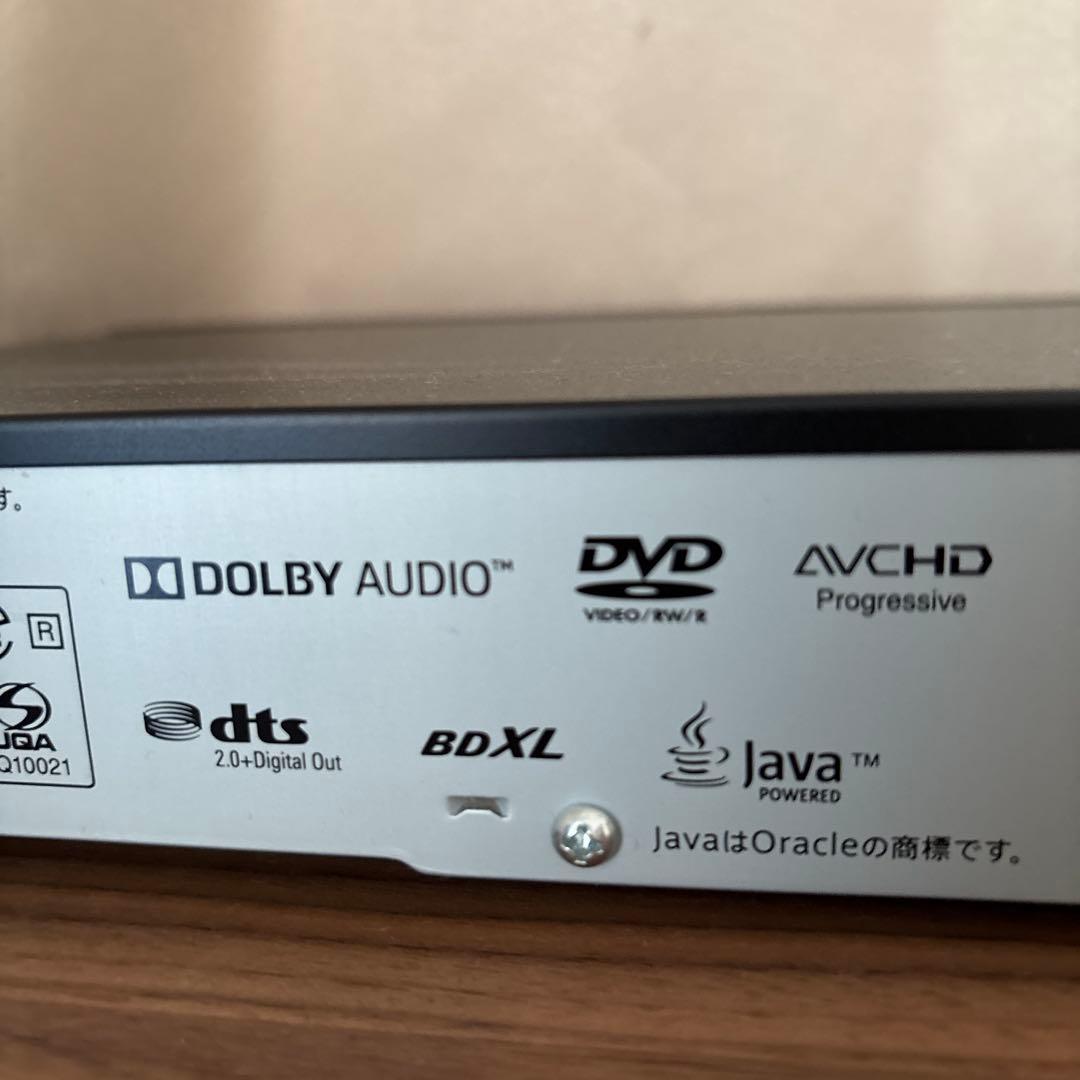 す。
DOLBY AUDIO™
DVD
VIDEO/RW/R
AVCHD
Progressive
R
JQA
Q10021
dts
2.0+Digital Out
BDXL
Java™
POWERED
JavaはOracleの商標です。